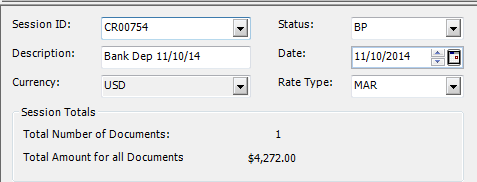 Session ID: CR00754 Status: BP
Description: Bank Dep 11/10/14 Date: 11/10/2014
Currency: USD Rate Type: MAR
Session Totals
Total Number of Documents: 1
Total Amount for all Documents $4,272.00